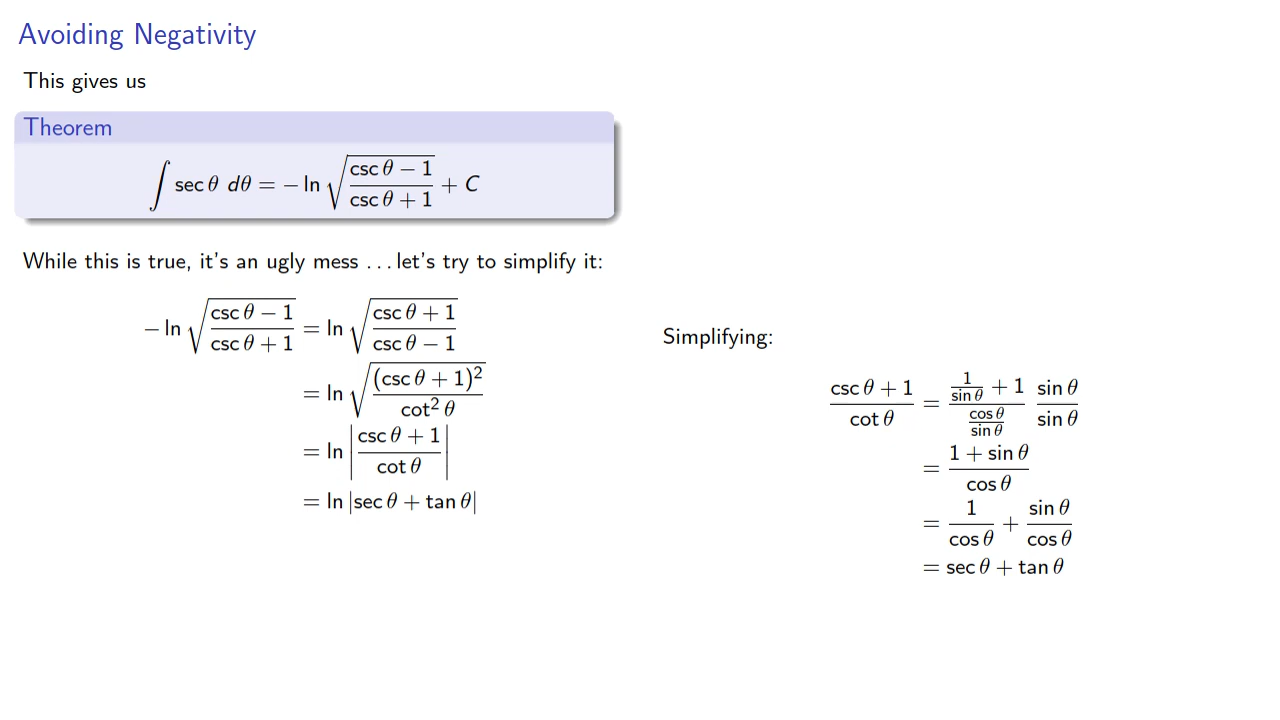 Avoiding Negativity
This gives us
Theorem
∫ sec θ dθ = − ln √((csc θ − 1)/(csc θ + 1)) + C
While this is true, it's an ugly mess . . . let's try to simplify it:
− ln √((csc θ − 1)/(csc θ + 1)) = ln √((csc θ + 1)/(csc θ − 1))
= ln √((csc θ + 1)²/cot² θ)
= ln |(csc θ + 1)/cot θ|
= ln |sec θ + tan θ|
Simplifying:
(csc θ + 1)/cot θ = (1/sin θ + 1)/(cos θ/sin θ) sin θ/sin θ
= (1 + sin θ)/cos θ
= 1/cos θ + sin θ/cos θ
= sec θ + tan θ